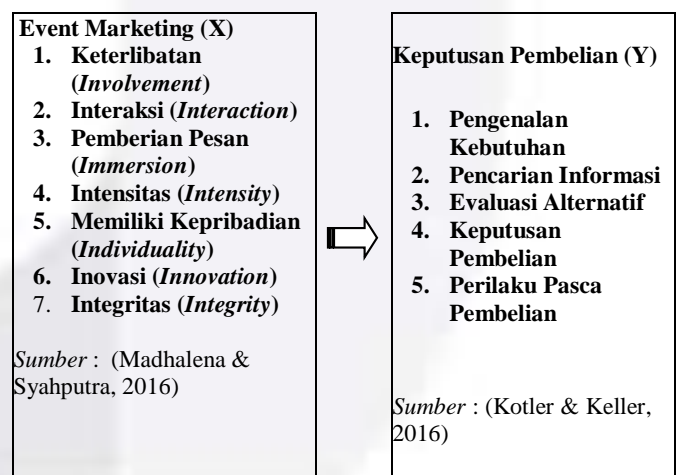 Event Marketing (X)
1. Keterlibatan
(Involvement)
2. Interaksi (Interaction)
3. Pemberian Pesan
(Immersion)
4. Intensitas (Intensity)
5. Memiliki Kepribadian
(Individuality)
6. Inovasi (Innovation)
7. Integritas (Integrity)
Sumber : (Madhalena &
Syahputra, 2016)
Keputusan Pembelian (Y)
1. Pengenalan
Kebutuhan
2. Pencarian Informasi
3. Evaluasi Alternatif
4. Keputusan
Pembelian
5. Perilaku Pasca
Pembelian
Sumber : (Kotler & Keller,
2016)